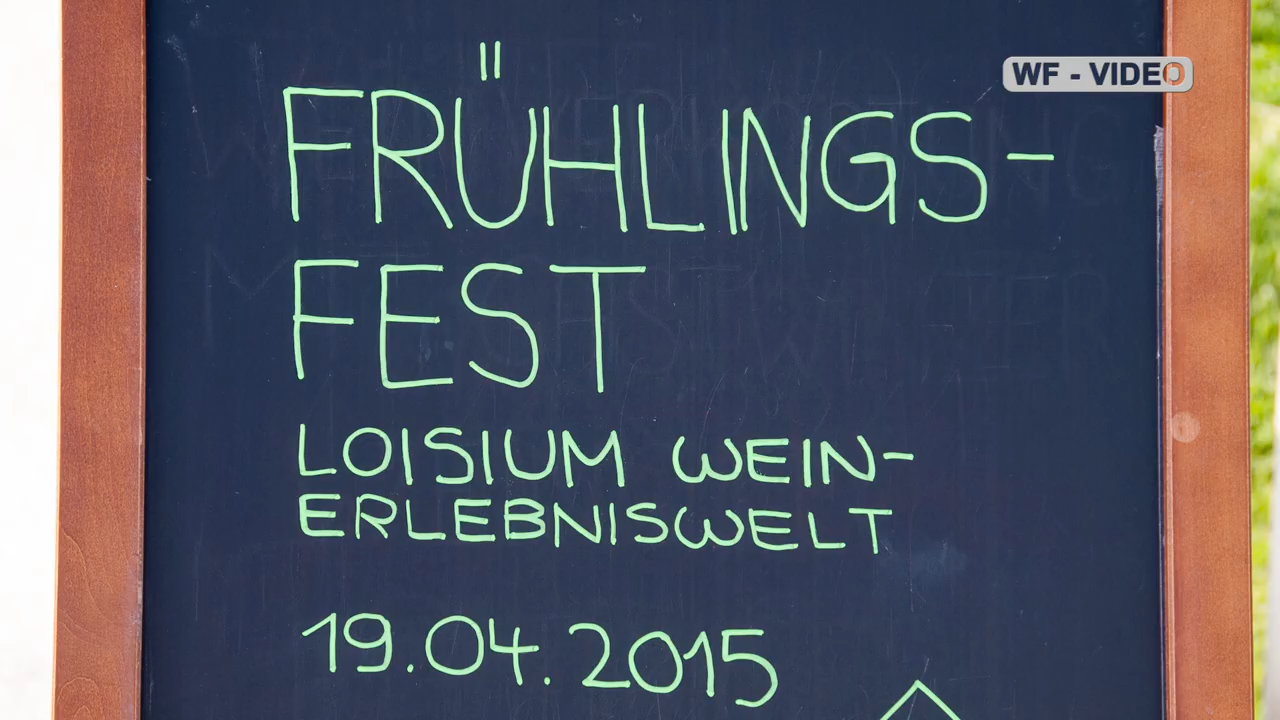 WF - VIDEO
FRÜHLINGS-
FEST
LOISIUM WEIN-
ERLEBNISWELT
19.04.2015